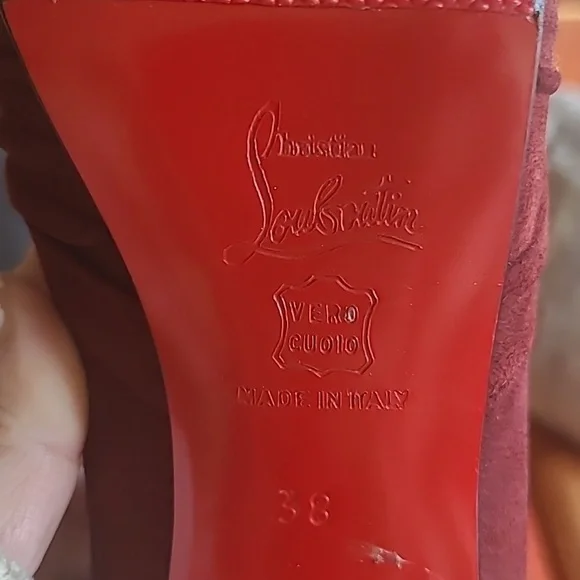 Christian
Louboutin
VERO
CUOIO
MADE IN ITALY
38